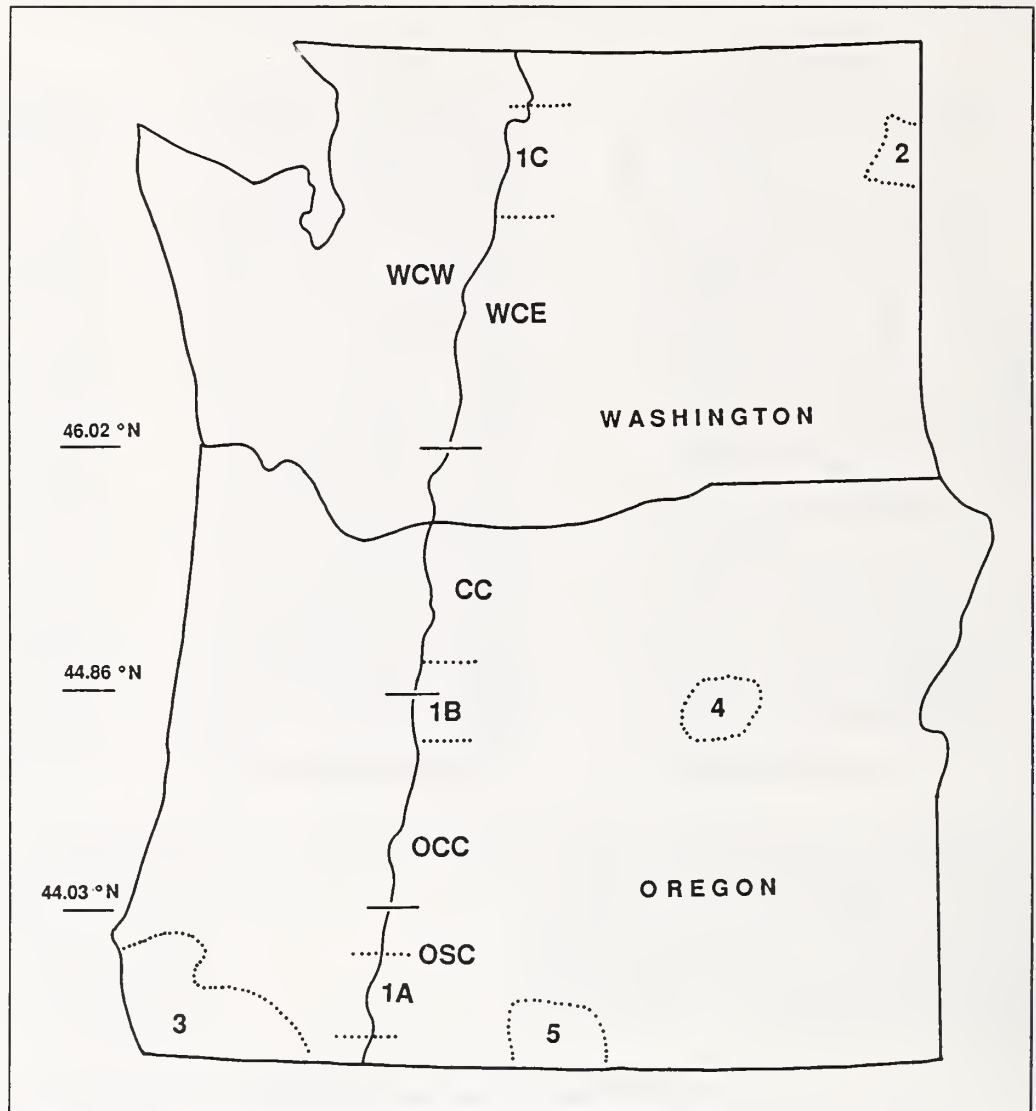 1C
2
WCW
WCE
WASHINGTON
46.02 °N
CC
44.86 °N
1B
4
OCC
44.03 °N
OREGON
OSC
1A
3
5